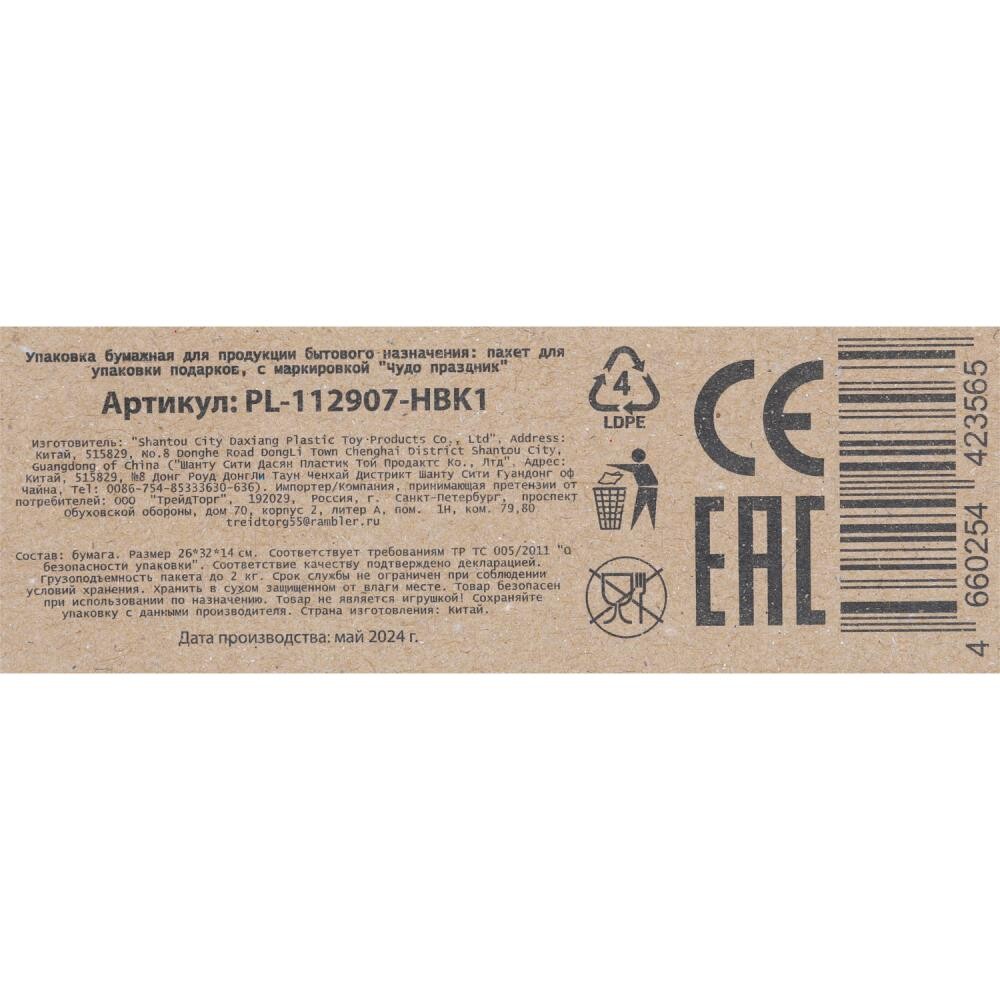 Упаковка бумажная для продукции бытового назначения: пакет для
упаковки подарков, с маркировкой "Чудо праздник"
Артикул: PL-112907-HBK1
Изготовитель: "Shantou City Daxiang Plastic Toy Products Co., Ltd", Address:
Китай, 515829, No.8 Donghe Road DongLi Town Chenghai District Shantou City,
Guangdong of China ("Шанту Сити Дасян Пластик Той Продактс Ко., Лтд". Адрес:
Китай, 515829, №8 Донг Роуд ДонгЛи Таун Ченхай Дистрикт Шанту Сити Гуандонг оф
Чайна, Tel: 0086-754-85333630-636). Импортер/Компания, принимающая претензии от
потребителей: ООО "ТрейдТорг", 192029, Россия, г. Санкт-Петербург, проспект
Обуховской обороны, дом 70, корпус 2, литер А, пом. 1Н, ком. 79,80
treidtorg55@rambler.ru
Состав: бумага. Размер 26*32*14 см. Соответствует требованиям ТР ТС 005/2011 "О
безопасности упаковки". Соответствие качеству подтверждено декларацией.
Грузоподъемность пакета до 2 кг. Срок службы не ограничен при соблюдении
условий хранения. Хранить в сухом защищенном от влаги месте. Товар безопасен
при использовании по назначению. Товар не является игрушкой! Сохраняйте
упаковку с данными производителя. Страна изготовления: Китай.
Дата производства: май 2024 г.
4
LDPE
CE
EAC
4 660254 423565